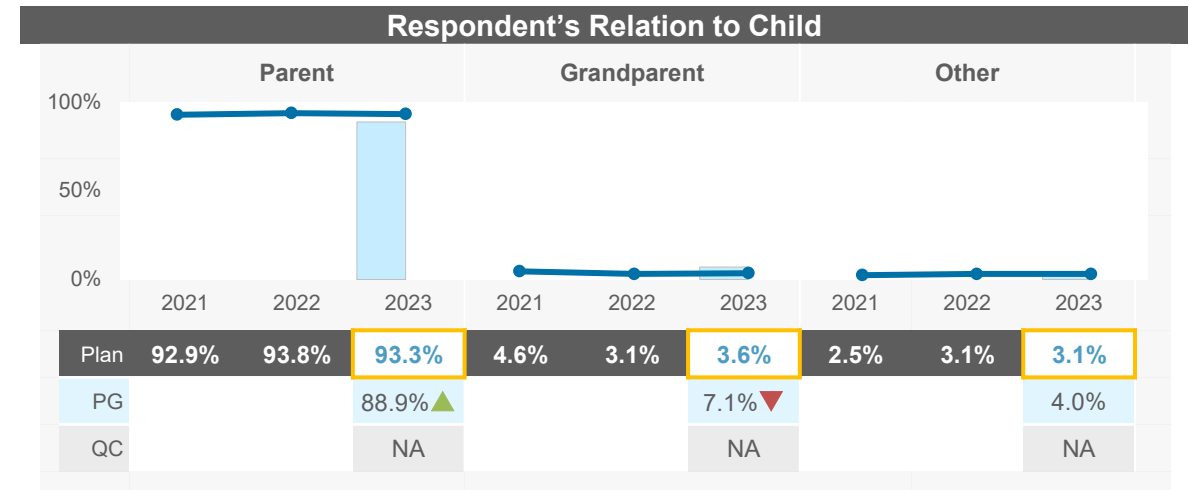 Respondent’s Relation to Child
Parent Grandparent Other
100%
50%
0%
2021 2022 2023 2021 2022 2023 2021 2022 2023
Plan 92.9% 93.8% 93.3% 4.6% 3.1% 3.6% 2.5% 3.1% 3.1%
PG 88.9% 7.1% 4.0%
QC NA NA NA